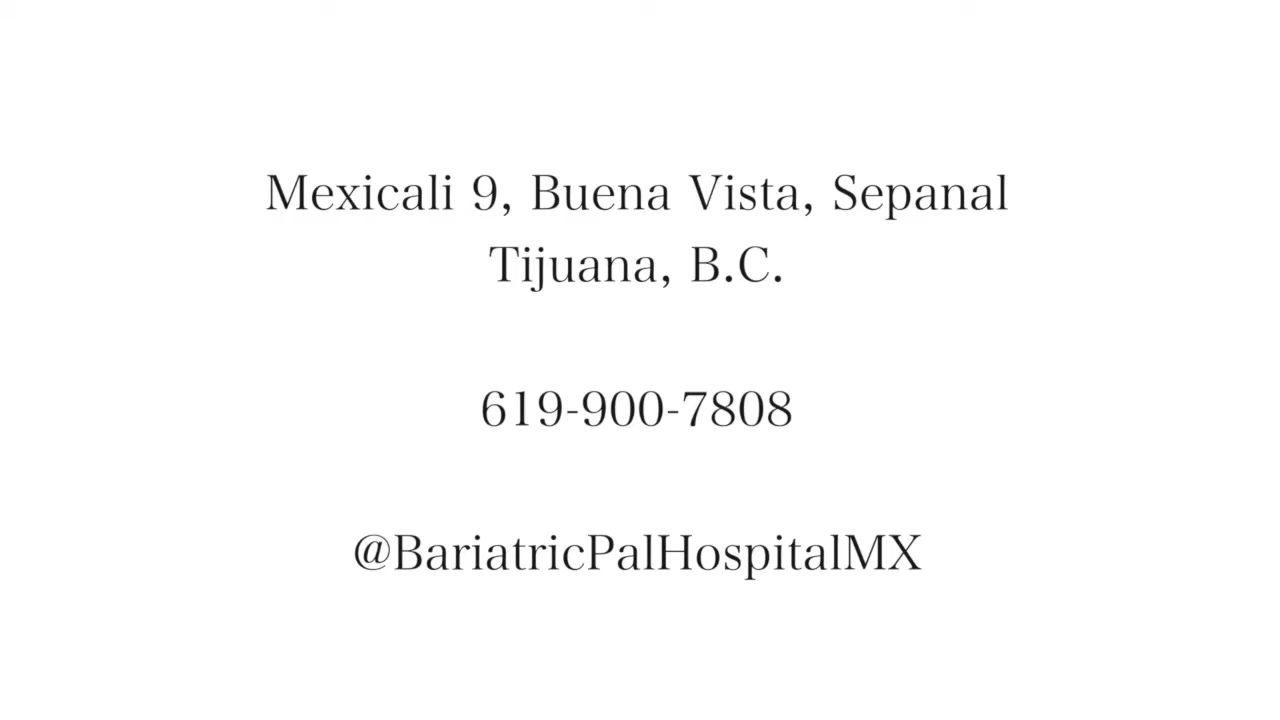 Mexicali 9, Buena Vista, Sepanal
Tijuana, B.C.
619-900-7808
@BariatricPalHospitalMX